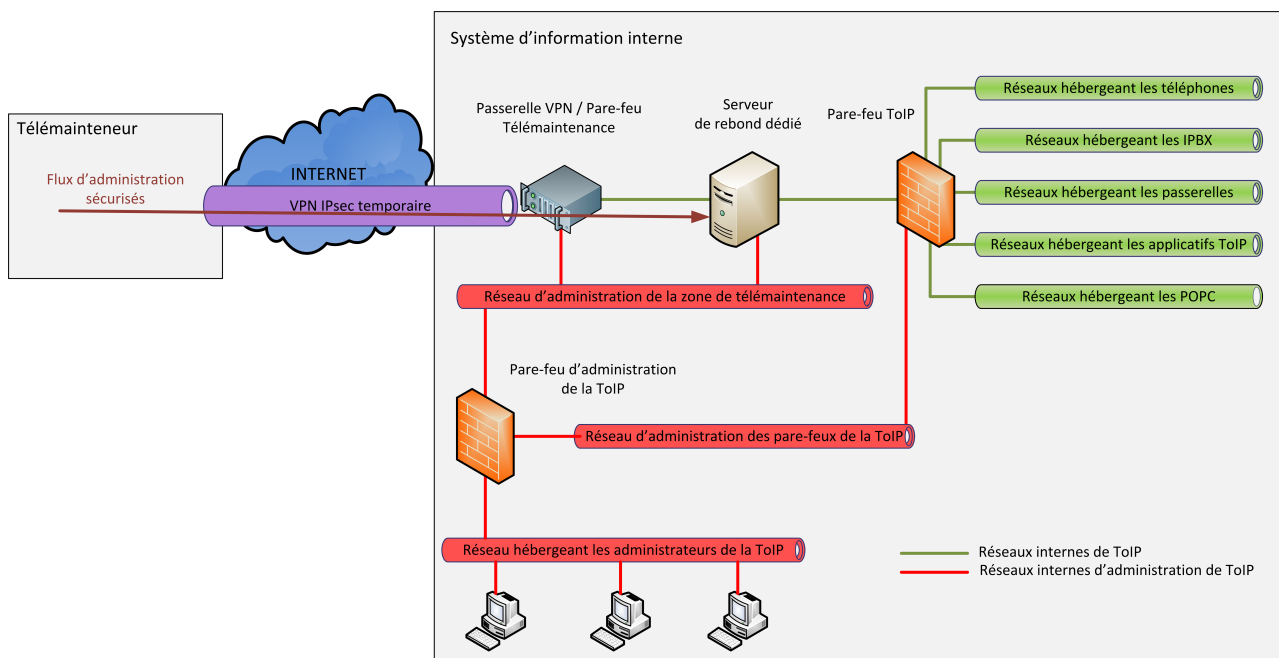 Système d'information interne
Télémainteneur
Flux d'administration
sécurisés
INTERNET
VPN IPsec temporaire
Passerelle VPN / Pare-feu
Télémaintenance
Serveur
de rebond dédié
Pare-feu ToIP
Réseaux hébergeant les téléphones
Réseaux hébergeant les IPBX
Réseaux hébergeant les passerelles
Réseaux hébergeant les applicatifs ToIP
Réseaux hébergeant les POPC
Réseau d'administration de la zone de télémaintenance
Pare-feu d'administration
de la ToIP
Réseau d'administration des pare-feux de la ToIP
Réseau hébergeant les administrateurs de la ToIP
Réseaux internes de ToIP
Réseaux internes d'administration de ToIP